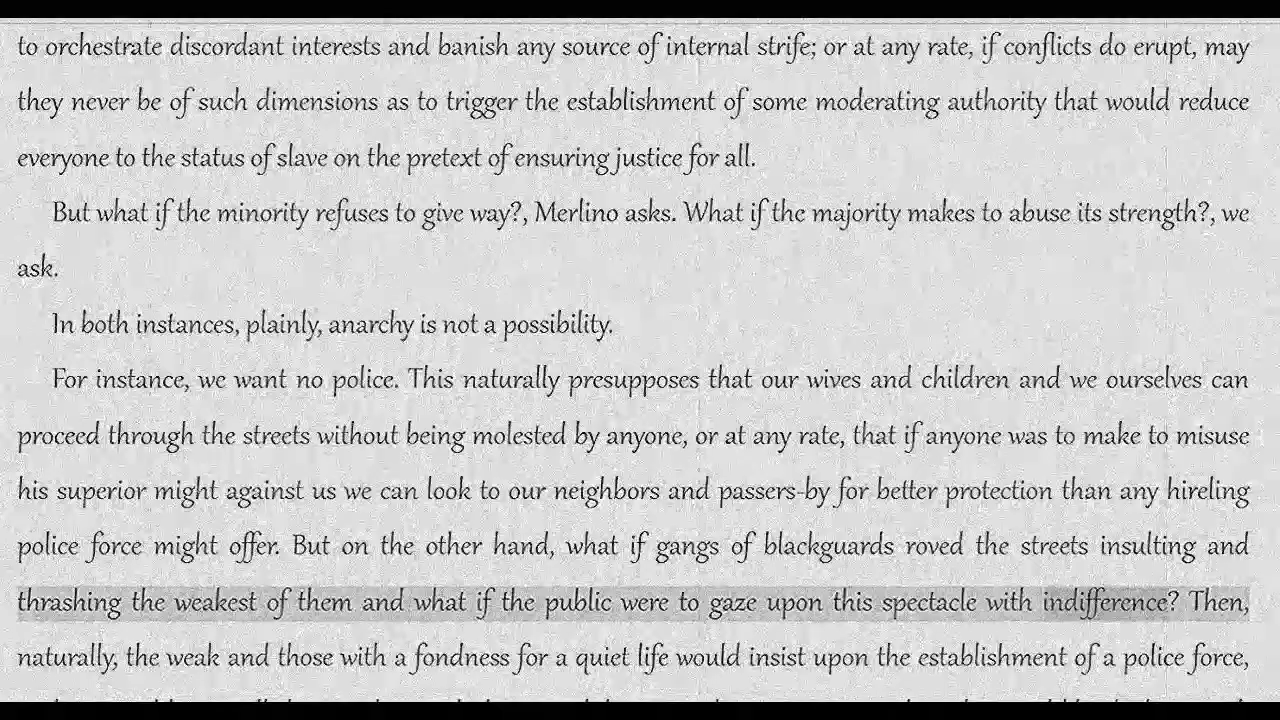 to orchestrate discordant interests and banish any source of internal strife; or at any rate, if conflicts do erupt, may
they never be of such dimensions as to trigger the establishment of some moderating authority that would reduce
everyone to the status of slave on the pretext of ensuring justice for all.
But what if the minority refuses to give way?, Merlino asks. What if the majority makes to abuse its strength?, we
ask.
In both instances, plainly, anarchy is not a possibility.
For instance, we want no police. This naturally presupposes that our wives and children and we ourselves can
proceed through the streets without being molested by anyone, or at any rate, that if anyone was to make to misuse
his superior might against us we can look to our neighbors and passers-by for better protection than any hireling
police force might offer. But on the other hand, what if gangs of blackguards roved the streets insulting and
thrashing the weakest of them and what if the public were to gaze upon this spectacle with indifference? Then,
naturally, the weak and those with a fondness for a quiet life would insist upon the establishment of a police force,